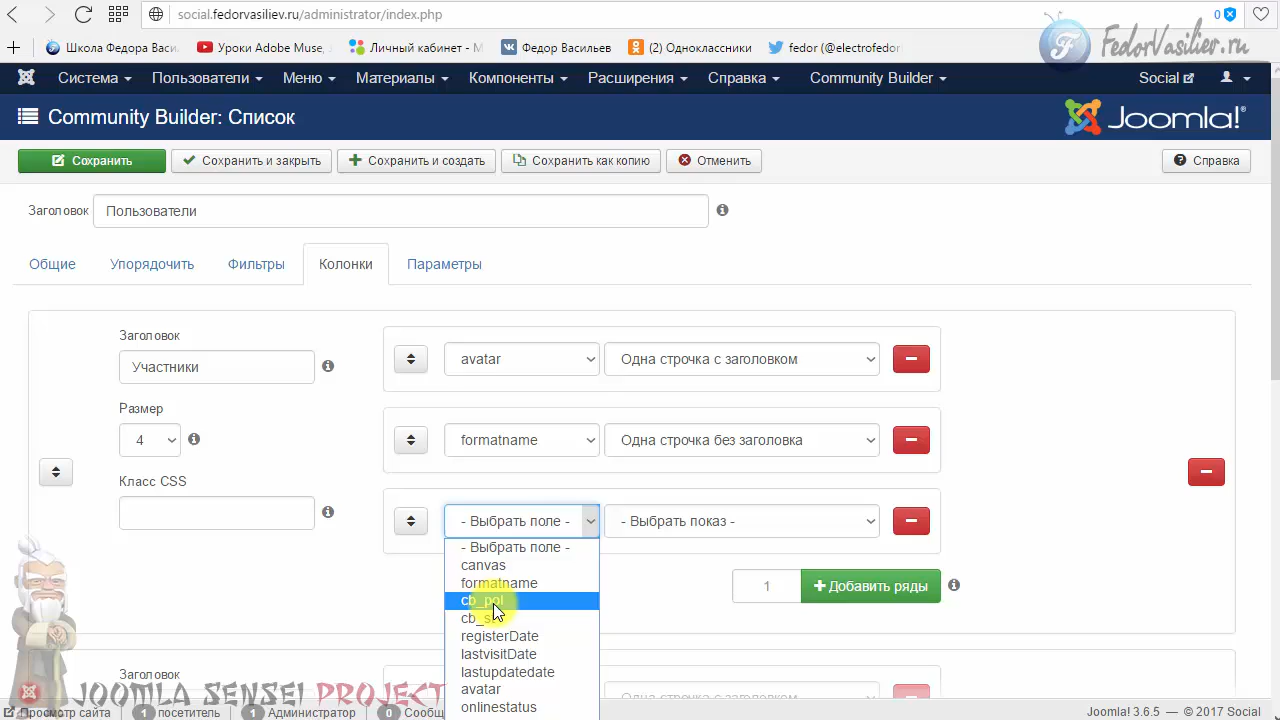 social.fedorvasiliev.ru/administrator/index.php
0
Школа Федора Васи.
Уроки Adobe Muse,
Личный кабинет - М
Федор Васильев
(2) Одноклассники
fedor (@electrofedor
FedorVasiliev.ru
Система
Пользователи
Меню
Материалы
Компоненты
Расширения
Справка
Community Builder
Social
Community Builder: Список
Joomla!
Сохранить
Сохранить и закрыть
Сохранить и создать
Сохранить как копию
Отменить
Справка
Заголовок
Пользователи
Общие
Упорядочить
Фильтры
Колонки
Параметры
Заголовок
Участники
Размер
4
Класс CSS
avatar
Одна строчка с заголовком
formatname
Одна строчка без заголовка
- Выбрать поле -
- Выбрать показ -
- Выбрать поле -
canvas
formatname
cb_pol
registerDate
lastvisitDate
lastupdatedate
avatar
onlinestatus
1
Добавить ряды
Заголовок
Одна строчка с заголовком
JOOMLA SENSEI PROJECT
Просмотр сайта
1 посетитель
1 Администратор
0 Сообщ
Joomla! 3.6.5 — © 2017 Social